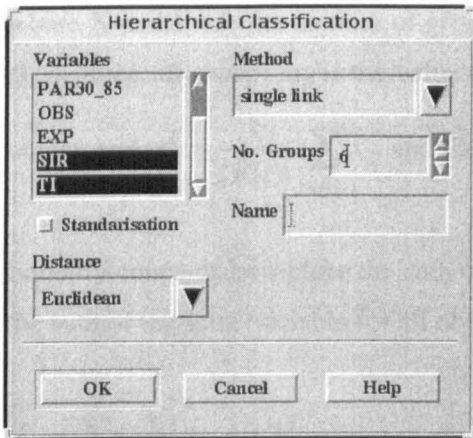 Hierarchical Classification
Variables
PAR30_85
OBS
EXP
SIR
TI
Standarisation
Distance
Euclidean
Method
single link
No. Groups 6
Name
OK
Cancel
Help